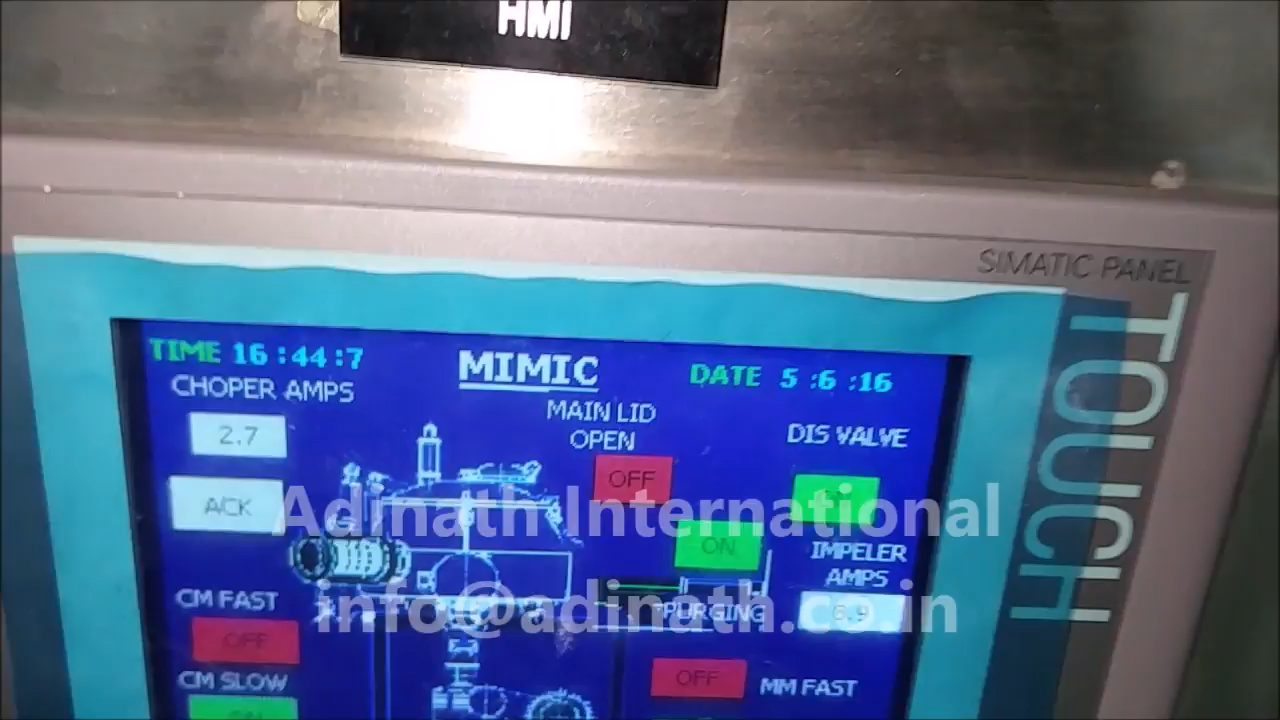 HMI
SIMATIC PANEL
TOUCH
TIME 16 :44 :7
MIMIC
DATE 5 :6 :16
CHOPER AMPS
2.7
MAIN LID
OPEN
OFF
DIS VALVE
ACK
Adinath International
ON
IMPELER
AMPS
info@adinath.co.in
PURGING
CM FAST
OFF
CM SLOW
OFF
MM FAST